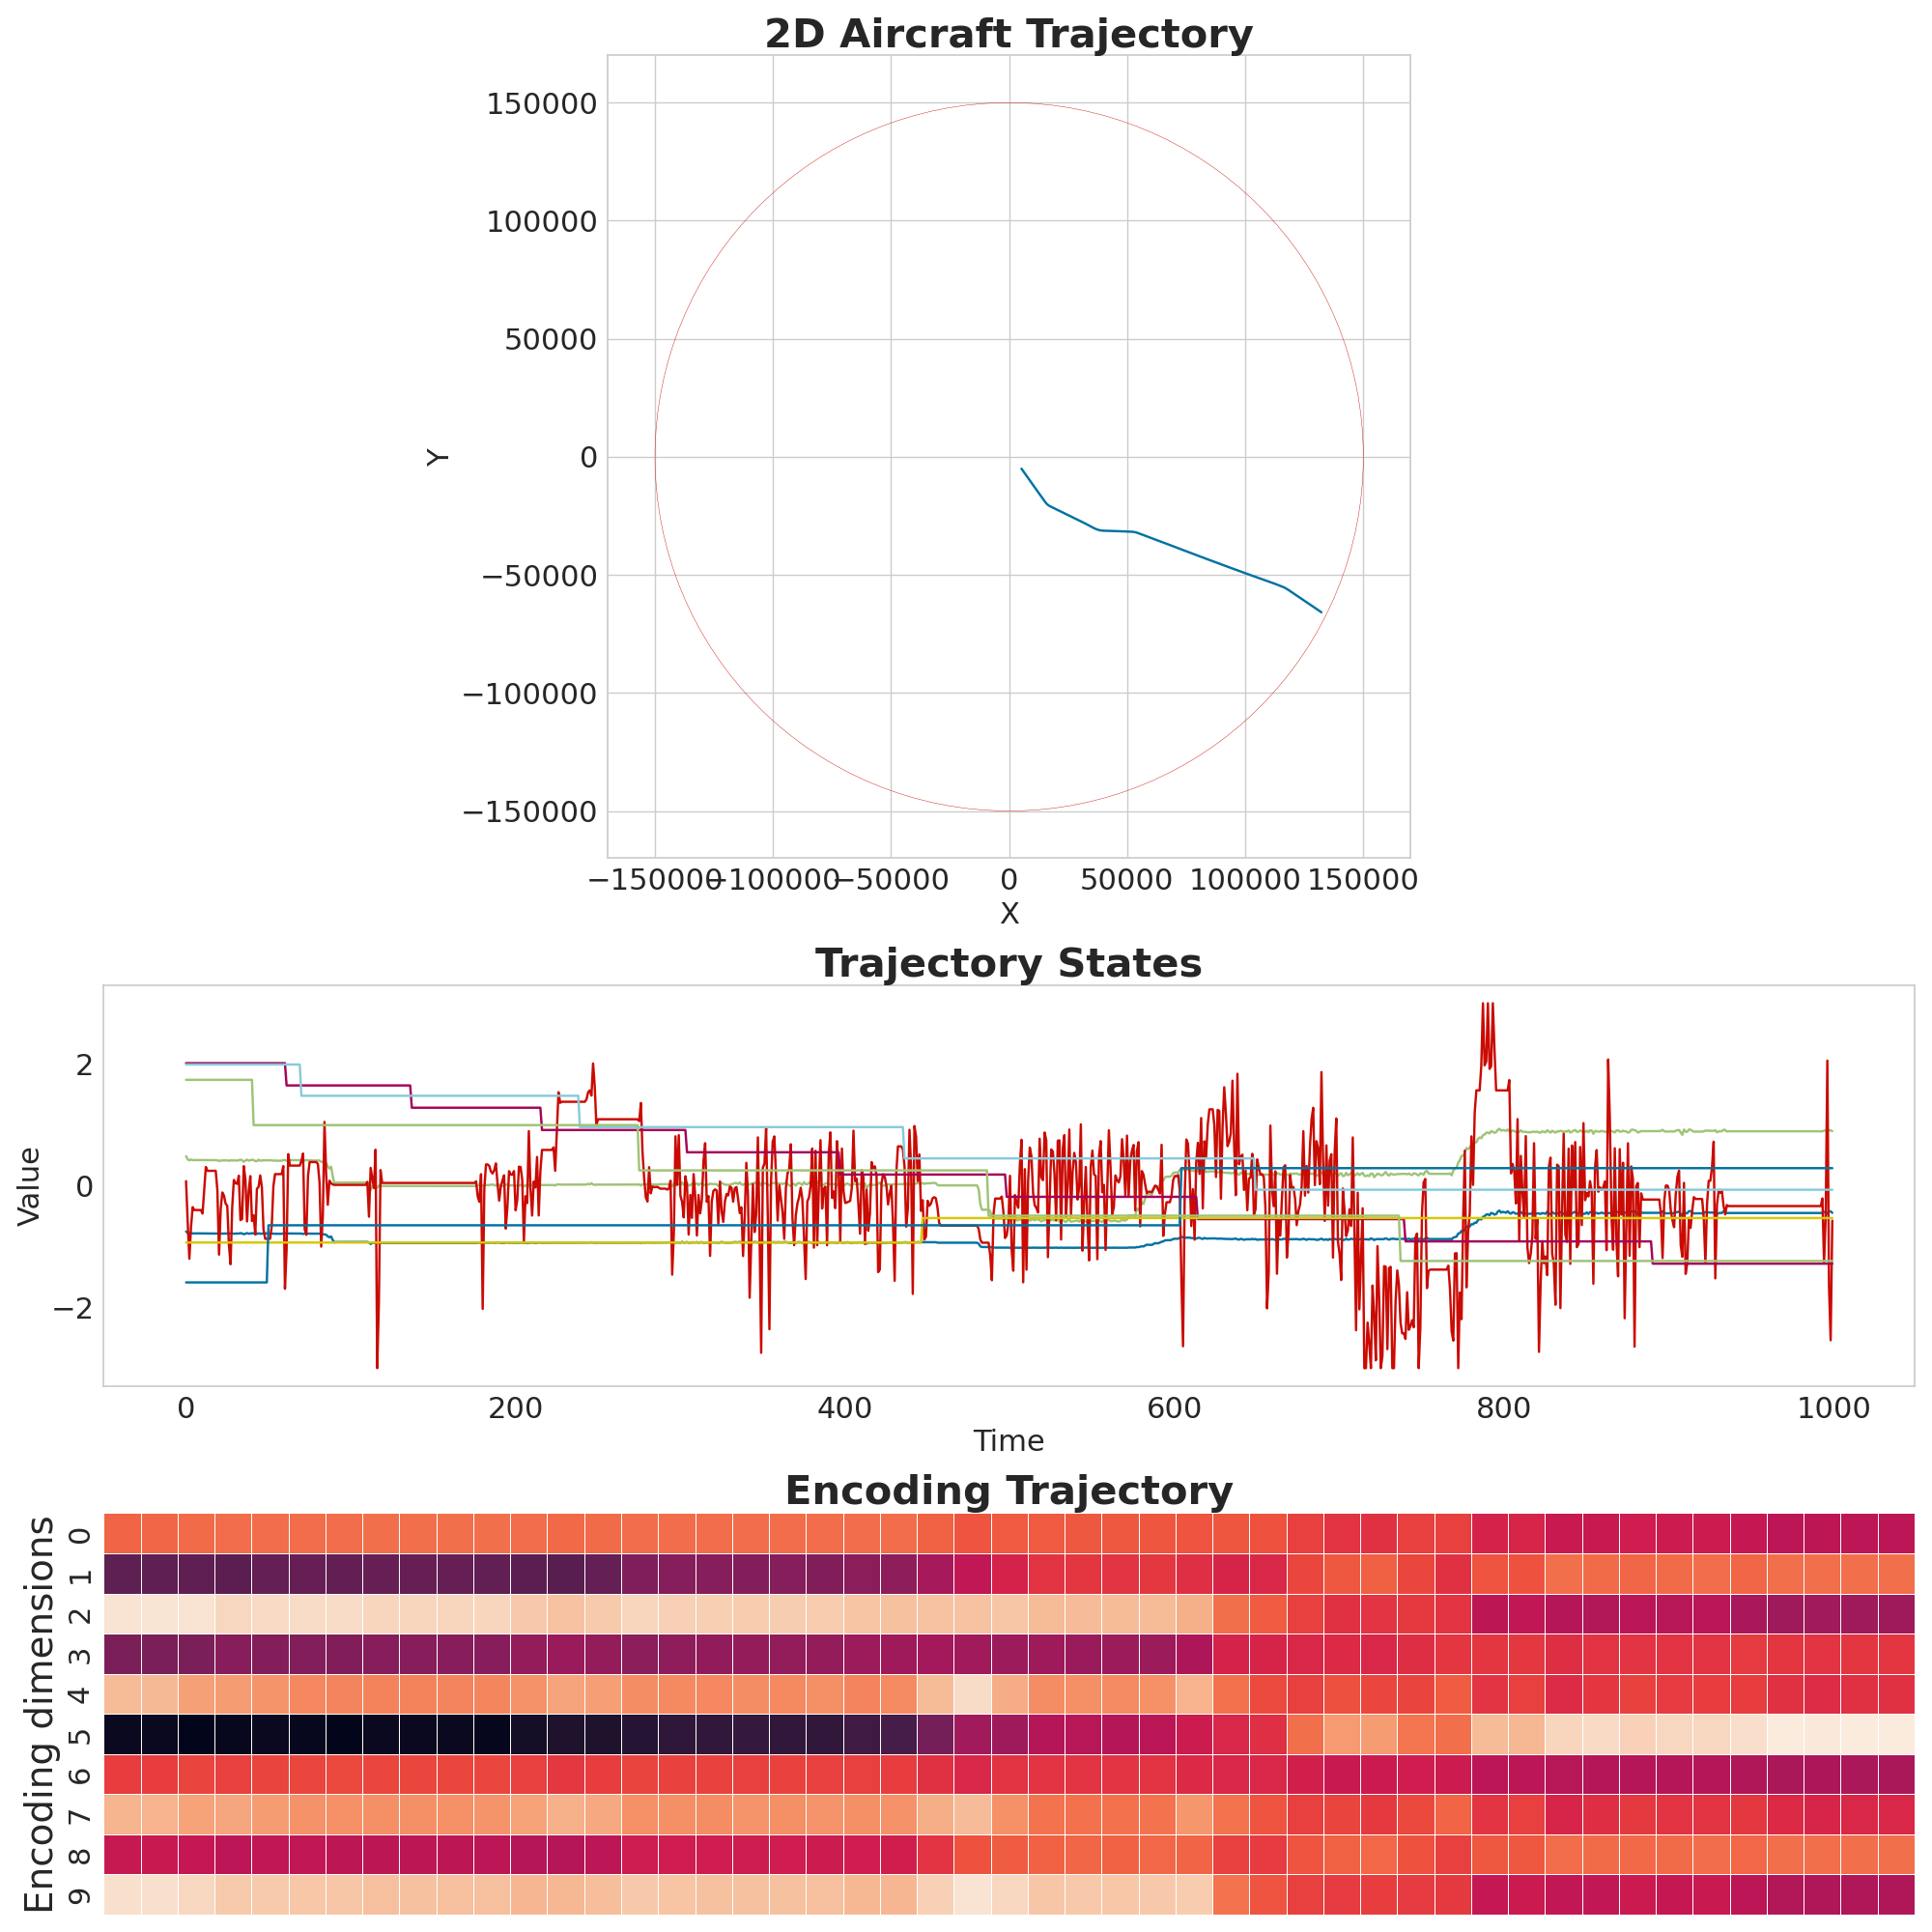 2D Aircraft Trajectory
150000
100000
50000
0
−50000
−100000
−150000
Y
−150000 −100000 −50000 0 50000 100000 150000
X
Trajectory States
2
0
−2
Value
0 200 400 600 800 1000
Time
Encoding Trajectory
Encoding dimensions
0
1
2
3
4
5
6
7
8
9